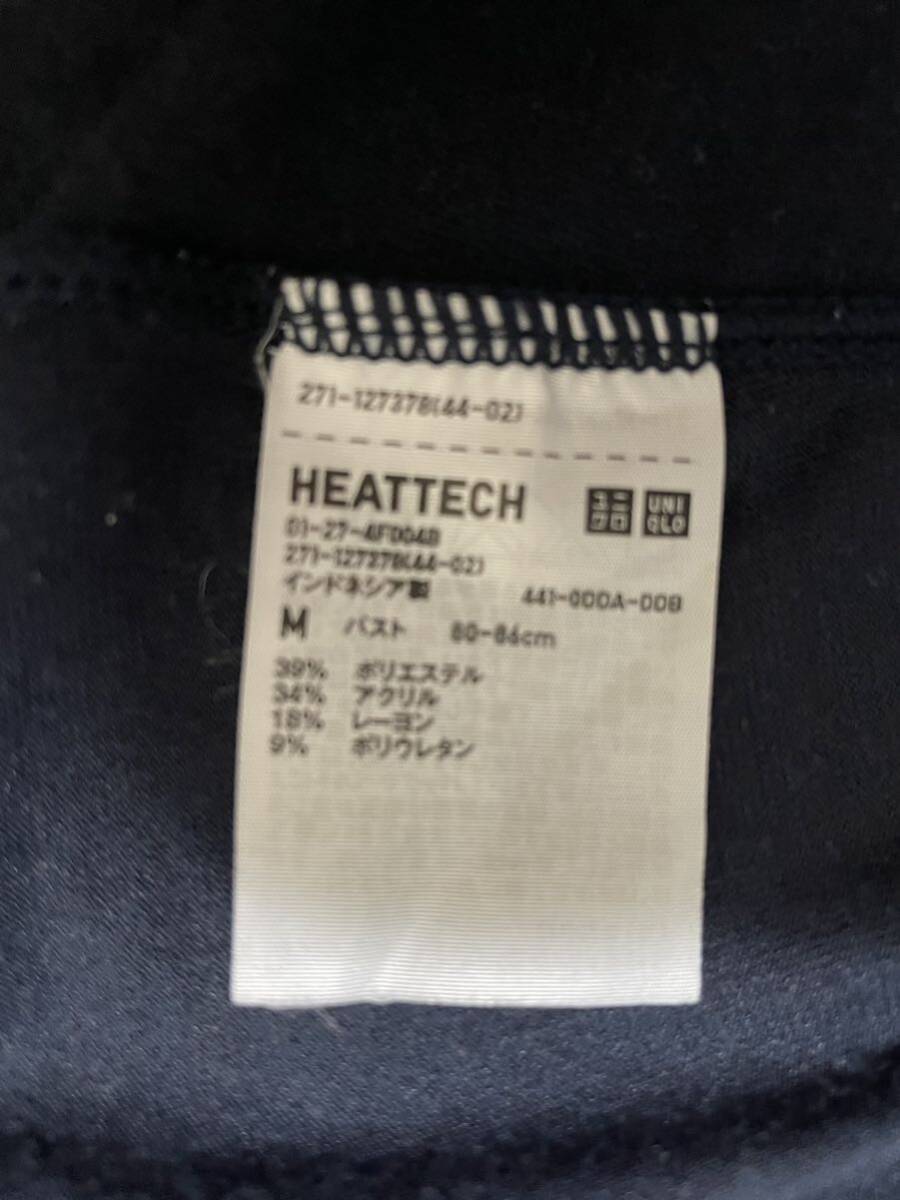 271-127378(44-02)
HEATTECH
ユニ
クロ
UNI
QLO
01-27-4F004B
271-127378(44-02)
インドネシア製
441-000A-00B
M バスト 80-86cm
39% ポリエステル
34% アクリル
18% レーヨン
9% ポリウレタン